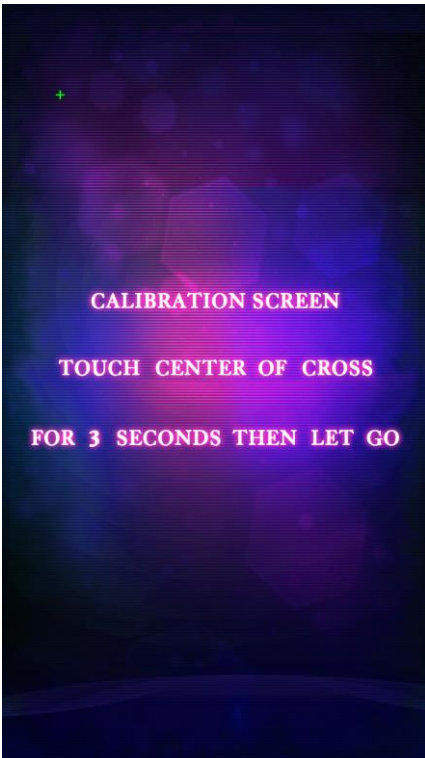 CALIBRATION SCREEN
TOUCH CENTER OF CROSS
FOR 3 SECONDS THEN LET GO